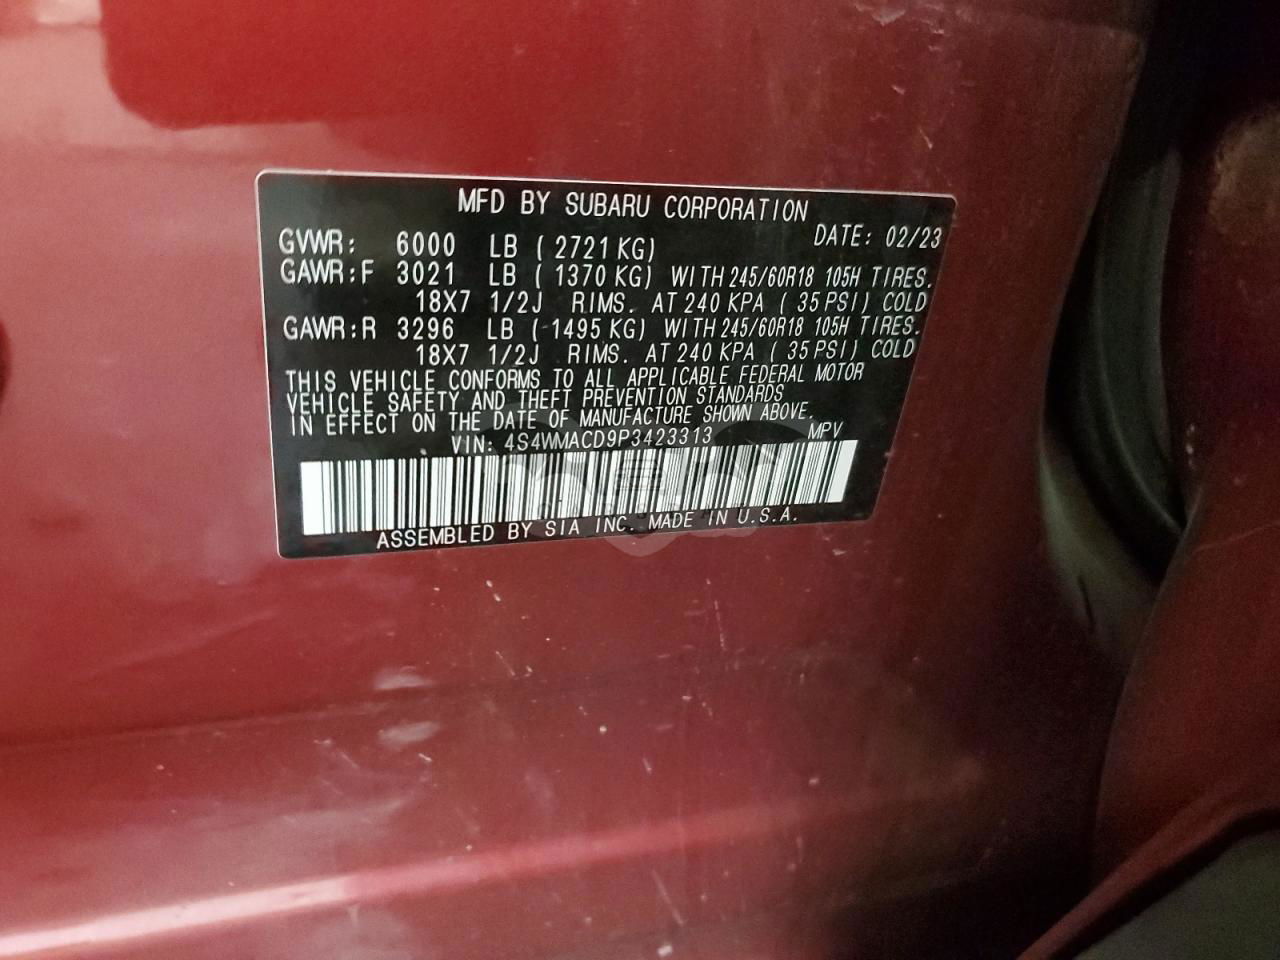 MFD BY SUBARU CORPORATION
GVWR: 6000 LB ( 2721 KG) DATE: 02/23
GAWR:F 3021 LB ( 1370 KG) WITH 245/60R18 105H TIRES.
18X7 1/2J RIMS. AT 240 KPA ( 35 PSI) COLD
GAWR:R 3296 LB ( 1495 KG) WITH 245/60R18 105H TIRES.
18X7 1/2J RIMS. AT 240 KPA ( 35 PSI) COLD
THIS VEHICLE CONFORMS TO ALL APPLICABLE FEDERAL MOTOR
VEHICLE SAFETY AND THEFT PREVENTION STANDARDS
IN EFFECT ON THE DATE OF MANUFACTURE SHOWN ABOVE.
VIN: 4S4WMACD9P3423313 MPV
ASSEMBLED BY SIA INC. MADE IN U.S.A.